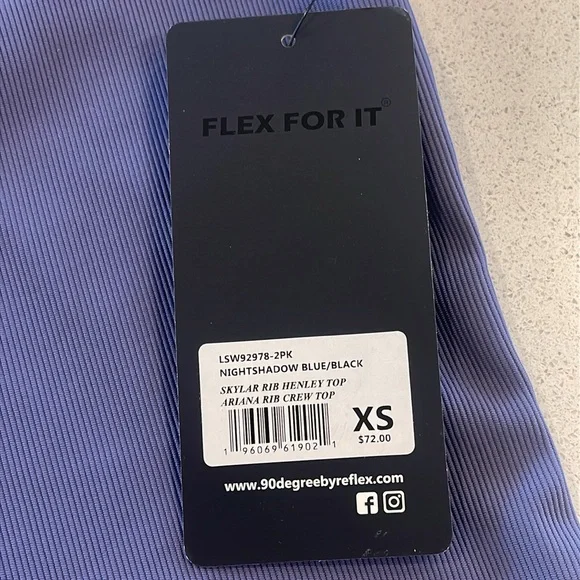 FLEX FOR IT®
LSW92978-2PK
NIGHTSHADOW BLUE/BLACK
SKYLAR RIB HENLEY TOP
ARIANA RIB CREW TOP
XS
$72.00
1 96069 61902 1
www.90degreebyreflex.com